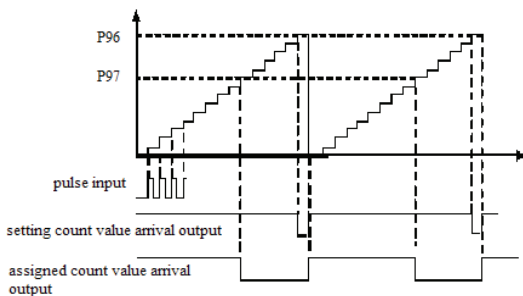 P96
P97
pulse input
setting count value arrival output
assigned count value arrival
output